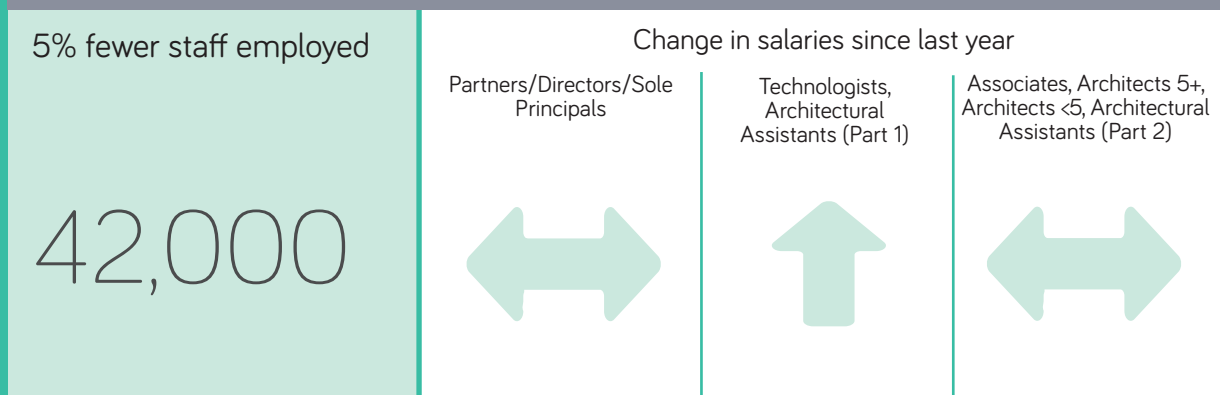 5% fewer staff employed
42,000
Change in salaries since last year
Partners/Directors/Sole
Principals
Technologists,
Architectural
Assistants (Part 1)
Associates, Architects 5+,
Architects <5, Architectural
Assistants (Part 2)